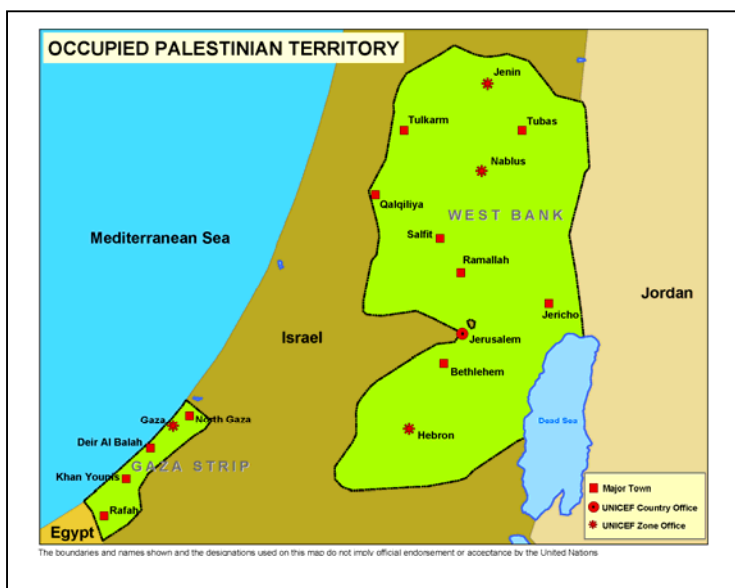 OCCUPIED PALESTINIAN TERRITORY
Jenin
Tulkarm
Tubas
Nablus
Qalqiliya
WEST BANK
Mediterranean Sea
Salfit
Ramallah
Jordan
Jericho
Israel
Jerusalem
Bethlehem
Gaza
North Gaza
Dead Sea
Hebron
Deir Al Balah
GAZA STRIP
Khan Younis
Rafah
Egypt
Major Town
UNICEF Country Office
UNICEF Zone Office
The boundaries and names shown and the designations used on this map do not imply official endorsement or acceptance by the United Nations